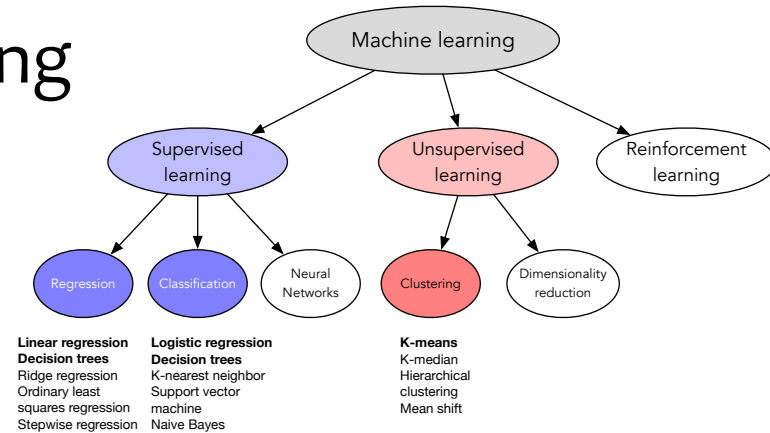 ng
Machine learning
Supervised
learning
Unsupervised
learning
Reinforcement
learning
Regression
Classification
Neural
Networks
Clustering
Dimensionality
reduction
Linear regression
Decision trees
Ridge regression
Ordinary least
squares regression
Stepwise regression
Logistic regression
Decision trees
K-nearest neighbor
Support vector
machine
Naive Bayes
K-means
K-median
Hierarchical
clustering
Mean shift